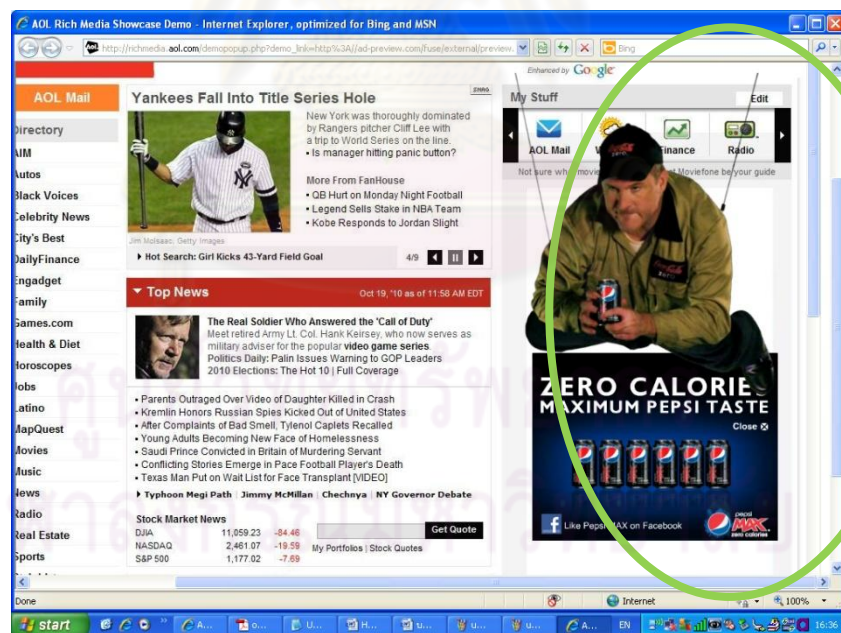 AOL Rich Media Showcase Demo - Internet Explorer, optimized for Bing and MSN
http://richmedia.aol.com/demopopup.php?demo_link=http%3A//ad-preview.com/fuse/external/preview.
Bing
Enhanced by Google
AOL Mail
Directory
AIM
Autos
Black Voices
Celebrity News
City's Best
DailyFinance
Engadget
Family
Games.com
Health & Diet
Horoscopes
Jobs
Latino
MapQuest
Movies
Music
News
Radio
Real Estate
Sports
Yankees Fall Into Title Series Hole
New York was thoroughly dominated
by Rangers pitcher Cliff Lee with
a trip to World Series on the line.
• Is manager hitting panic button?
More From FanHouse
• QB Hurt on Monday Night Football
• Legend Sells Stake in NBA Team
• Kobe Responds to Jordan Slight
Getty Images
Hot Search: Girl Kicks 43-Yard Field Goal
4/9
Top News
Oct 19, '10 as of 11:58 AM EDT
The Real Soldier Who Answered the 'Call of Duty'
Meet retired Army Lt. Col. Hank Keirsey, who now serves as
military adviser for the popular video game series.
Politics Daily: Palin Issues Warning to GOP Leaders
2010 Elections: The Hot 10 | Full Coverage
• Parents Outraged Over Video of Daughter Killed in Crash
• Kremlin Honors Russian Spies Kicked Out of United States
• After Complaints of Bad Smell, Tylenol Caplets Recalled
• Young Adults Becoming New Face of Homelessness
• Saudi Prince Convicted in Britain of Murdering Servant
• Conflicting Stories Emerge in Pace Football Player's Death
• Texas Man Put on Wait List for Face Transplant [VIDEO]
Typhoon Megi Path | Jimmy McMillan | Chechnya | NY Governor Debate
Stock Market News
DJIA 11,059.23 -84.46
NASDAQ 2,461.07 -19.59
S&P 500 1,177.02 -7.69
Get Quote
My Portfolios | Stock Quotes
My Stuff
Edit
AOL Mail
Finance
Radio
Not sure wh
Moviefone be your guide
ZERO CALORIE
MAXIMUM PEPSI TASTE
Close
Like Pepsi MAX on Facebook
pepsi
MAX
zero calories
Done
Internet
100%
start
EN
16:36